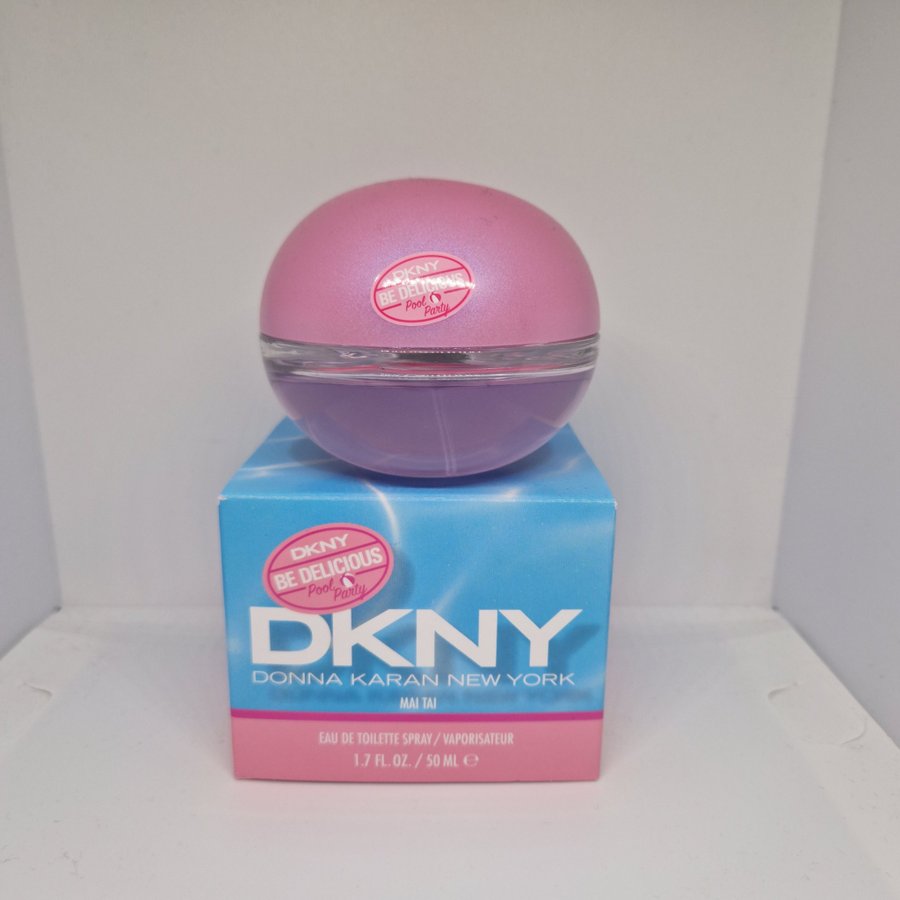 DKNY
BE DELICIOUS
Pool
Party
DKNY
BE DELICIOUS
Pool
Party
DKNY
DONNA KARAN NEW YORK
MAI TAI
EAU DE TOILETTE SPRAY/VAPORISATEUR
1.7 FL. OZ. / 50 ML ℮